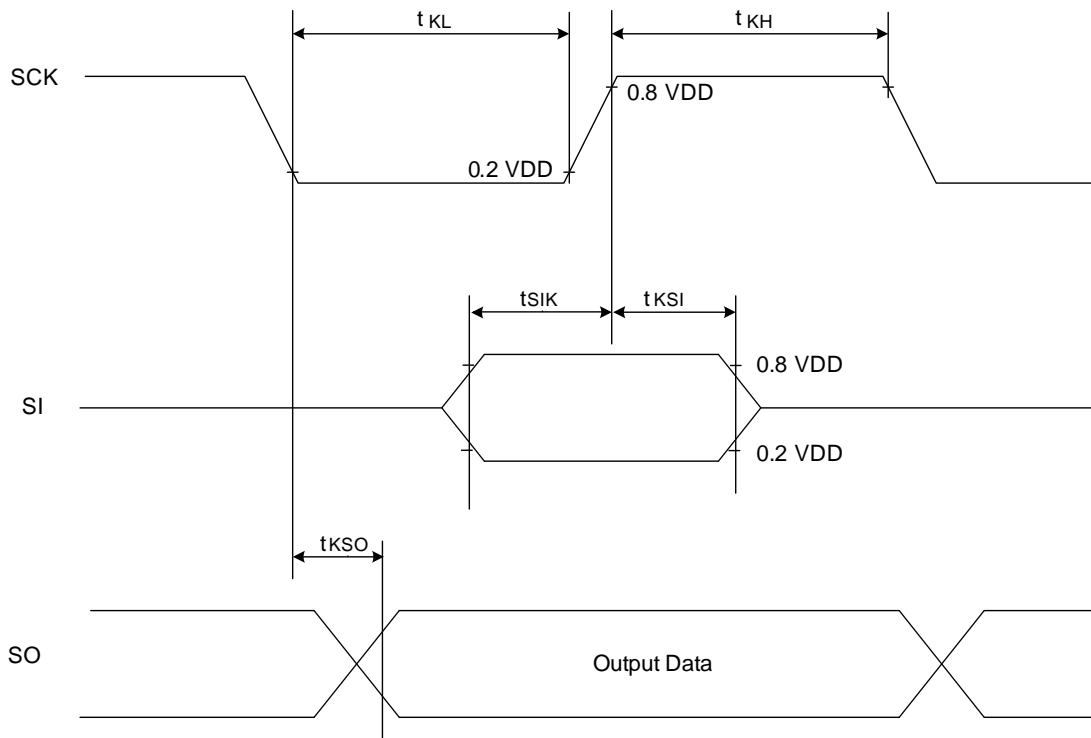 t KL
t KH
SCK
0.8 VDD
0.2 VDD
tSIK
tKSI
0.8 VDD
SI
0.2 VDD
tKSO
SO
Output Data